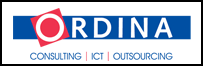 ORDINA
CONSULTING | ICT | OUTSOURCING